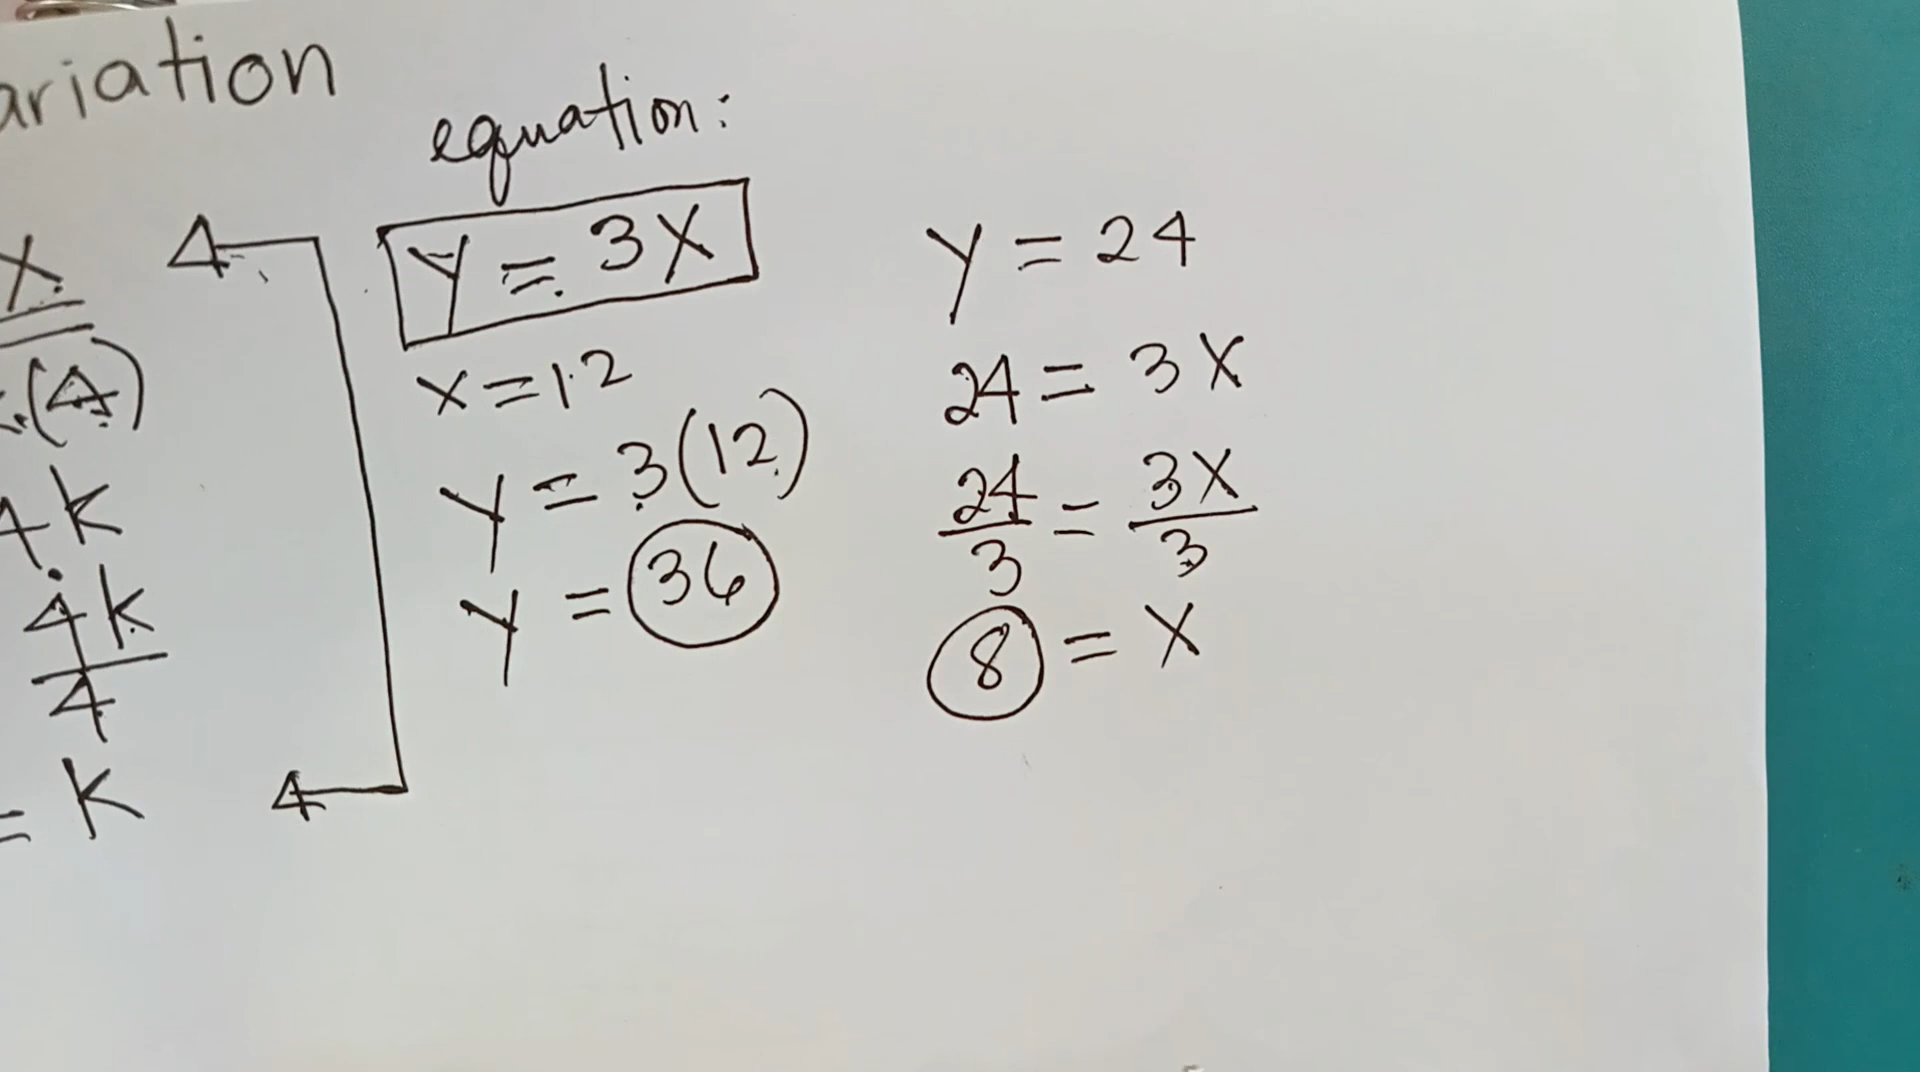 ariation
equation:
X
Y = 3X
Y = 24
(4)
x = 12
24 = 3X
4k
Y = 3(12)
24/3 = 3X/3
4k/4
Y = 36
8 = X
= k